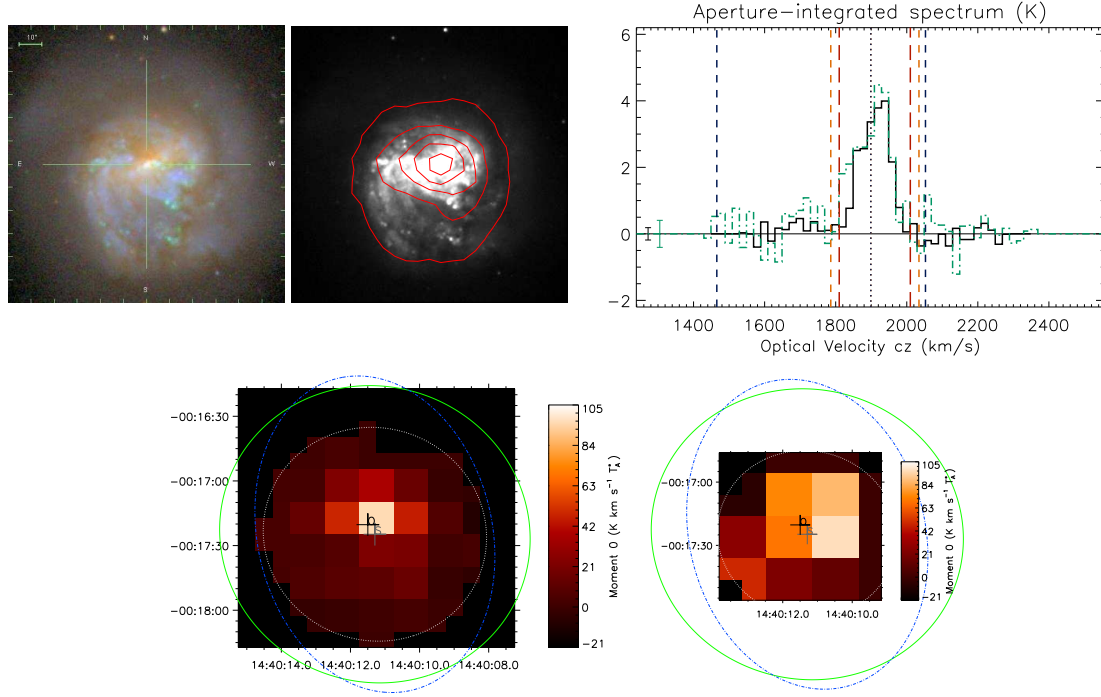 10"
N
E
W
S
Aperture-integrated spectrum (K)
6
4
2
0
-2
1400 1600 1800 2000 2200 2400
Optical Velocity cz (km/s)
-00:16:30
-00:17:00
-00:17:30
-00:18:00
14:40:14.0 14:40:12.0 14:40:10.0 14:40:08.0
b
s
105
84
63
42
21
0
-21
Moment 0 (K km s⁻¹ T*A)
-00:17:00
-00:17:30
14:40:12.0 14:40:10.0
b
s
105
84
63
42
21
0
-21
Moment 0 (K km s⁻¹ T*A)